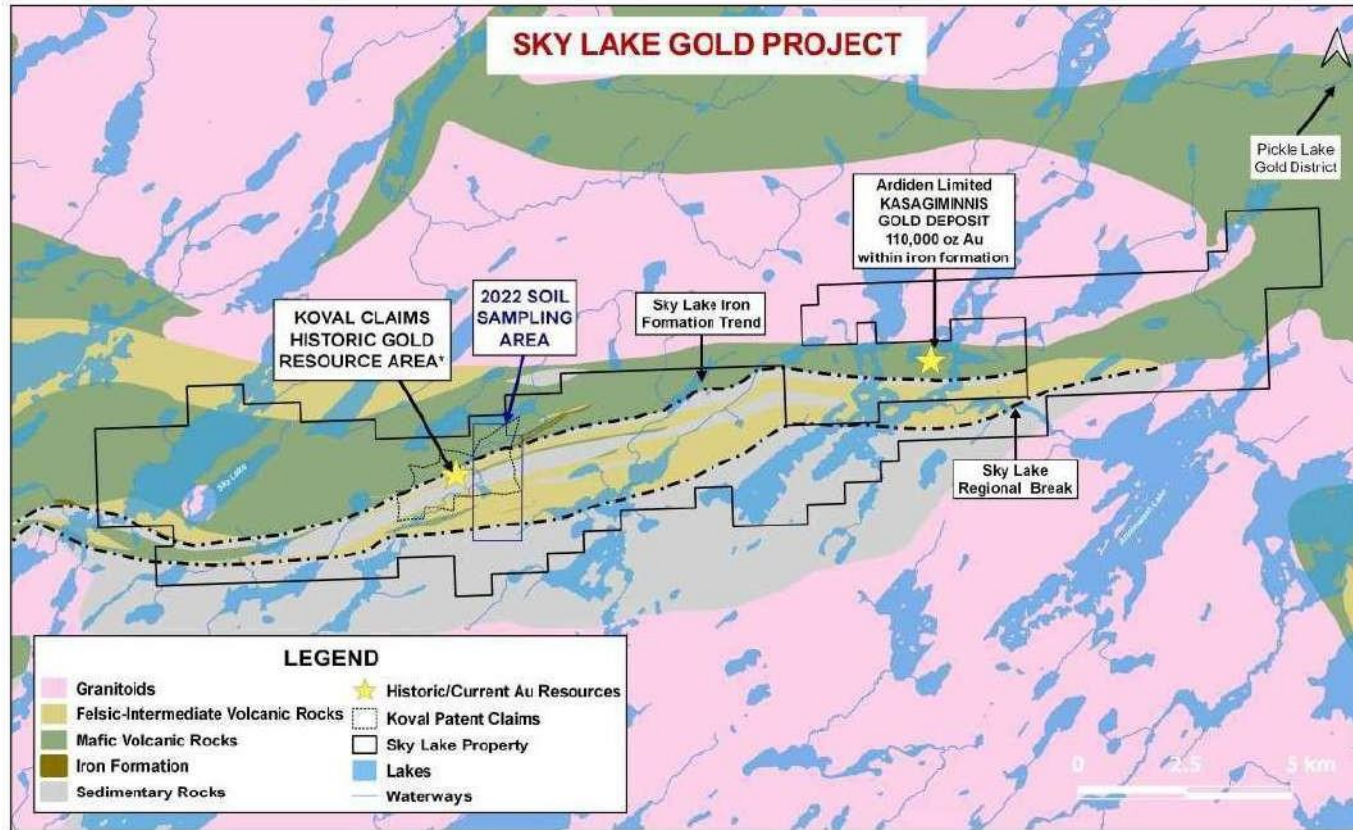 SKY LAKE GOLD PROJECT
Pickle Lake
Gold District
Ardiden Limited
KASAGIMINNIS
GOLD DEPOSIT
110,000 oz Au
within iron formation
Sky Lake Iron
Formation Trend
2022 SOIL
SAMPLING
AREA
KOVAL CLAIMS
HISTORIC GOLD
RESOURCE AREA*
Sky Lake
Sky Lake
Regional Break
LEGEND
Granitoids
Felsic-Intermediate Volcanic Rocks
Mafic Volcanic Rocks
Iron Formation
Sedimentary Rocks
Historic/Current Au Resources
Koval Patent Claims
Sky Lake Property
Lakes
Waterways
0 2.5 5 km